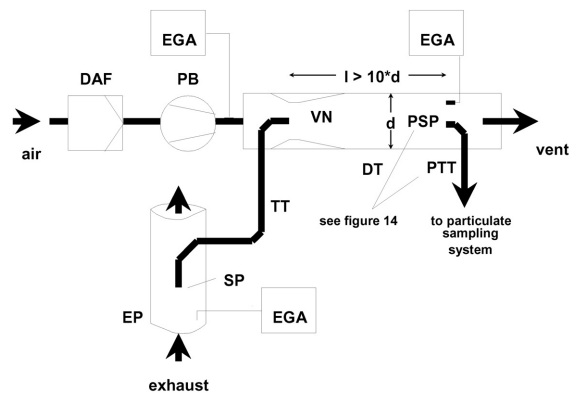 EGA
EGA
DAF
PB
l > 10*d
VN
d
PSP
air
vent
DT
PTT
TT
see figure 14
to particulate
sampling
system
SP
EP
EGA
exhaust